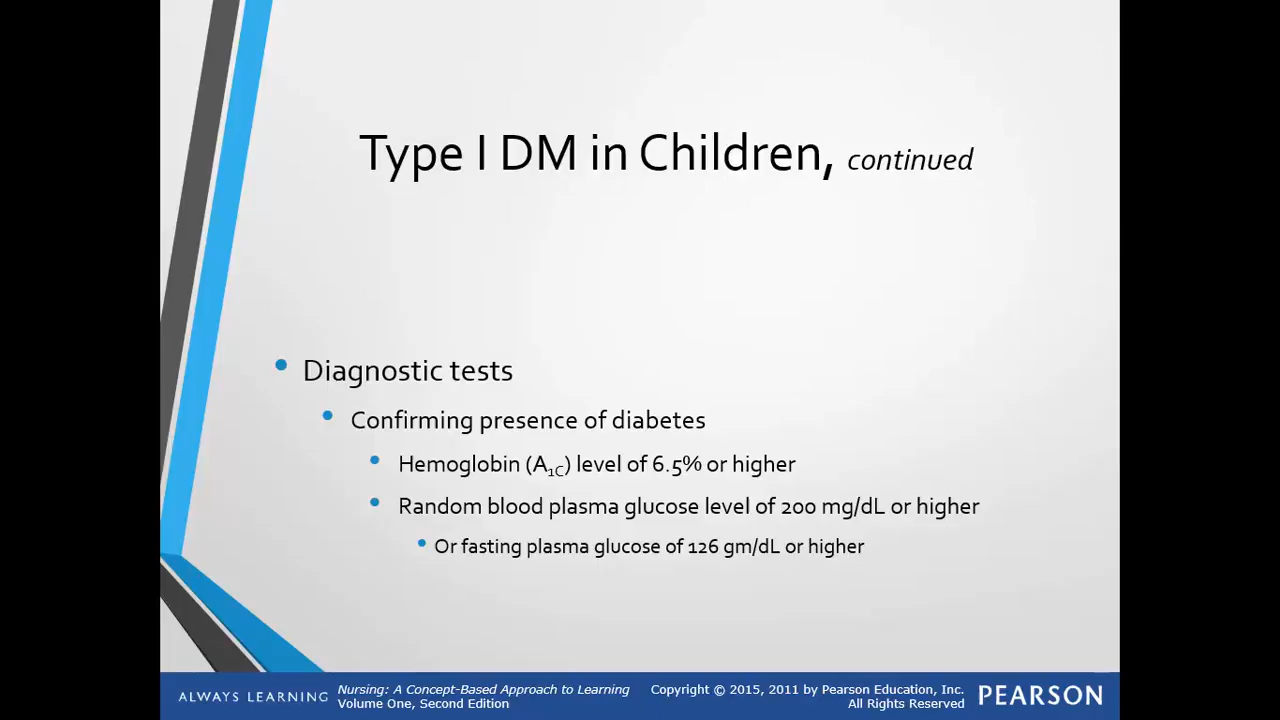 Type I DM in Children, continued
• Diagnostic tests
• Confirming presence of diabetes
• Hemoglobin (A1C) level of 6.5% or higher
• Random blood plasma glucose level of 200 mg/dL or higher
• Or fasting plasma glucose of 126 gm/dL or higher
ALWAYS LEARNING
Nursing: A Concept-Based Approach to Learning
Volume One, Second Edition
Copyright © 2015, 2011 by Pearson Education, Inc.
All Rights Reserved
PEARSON